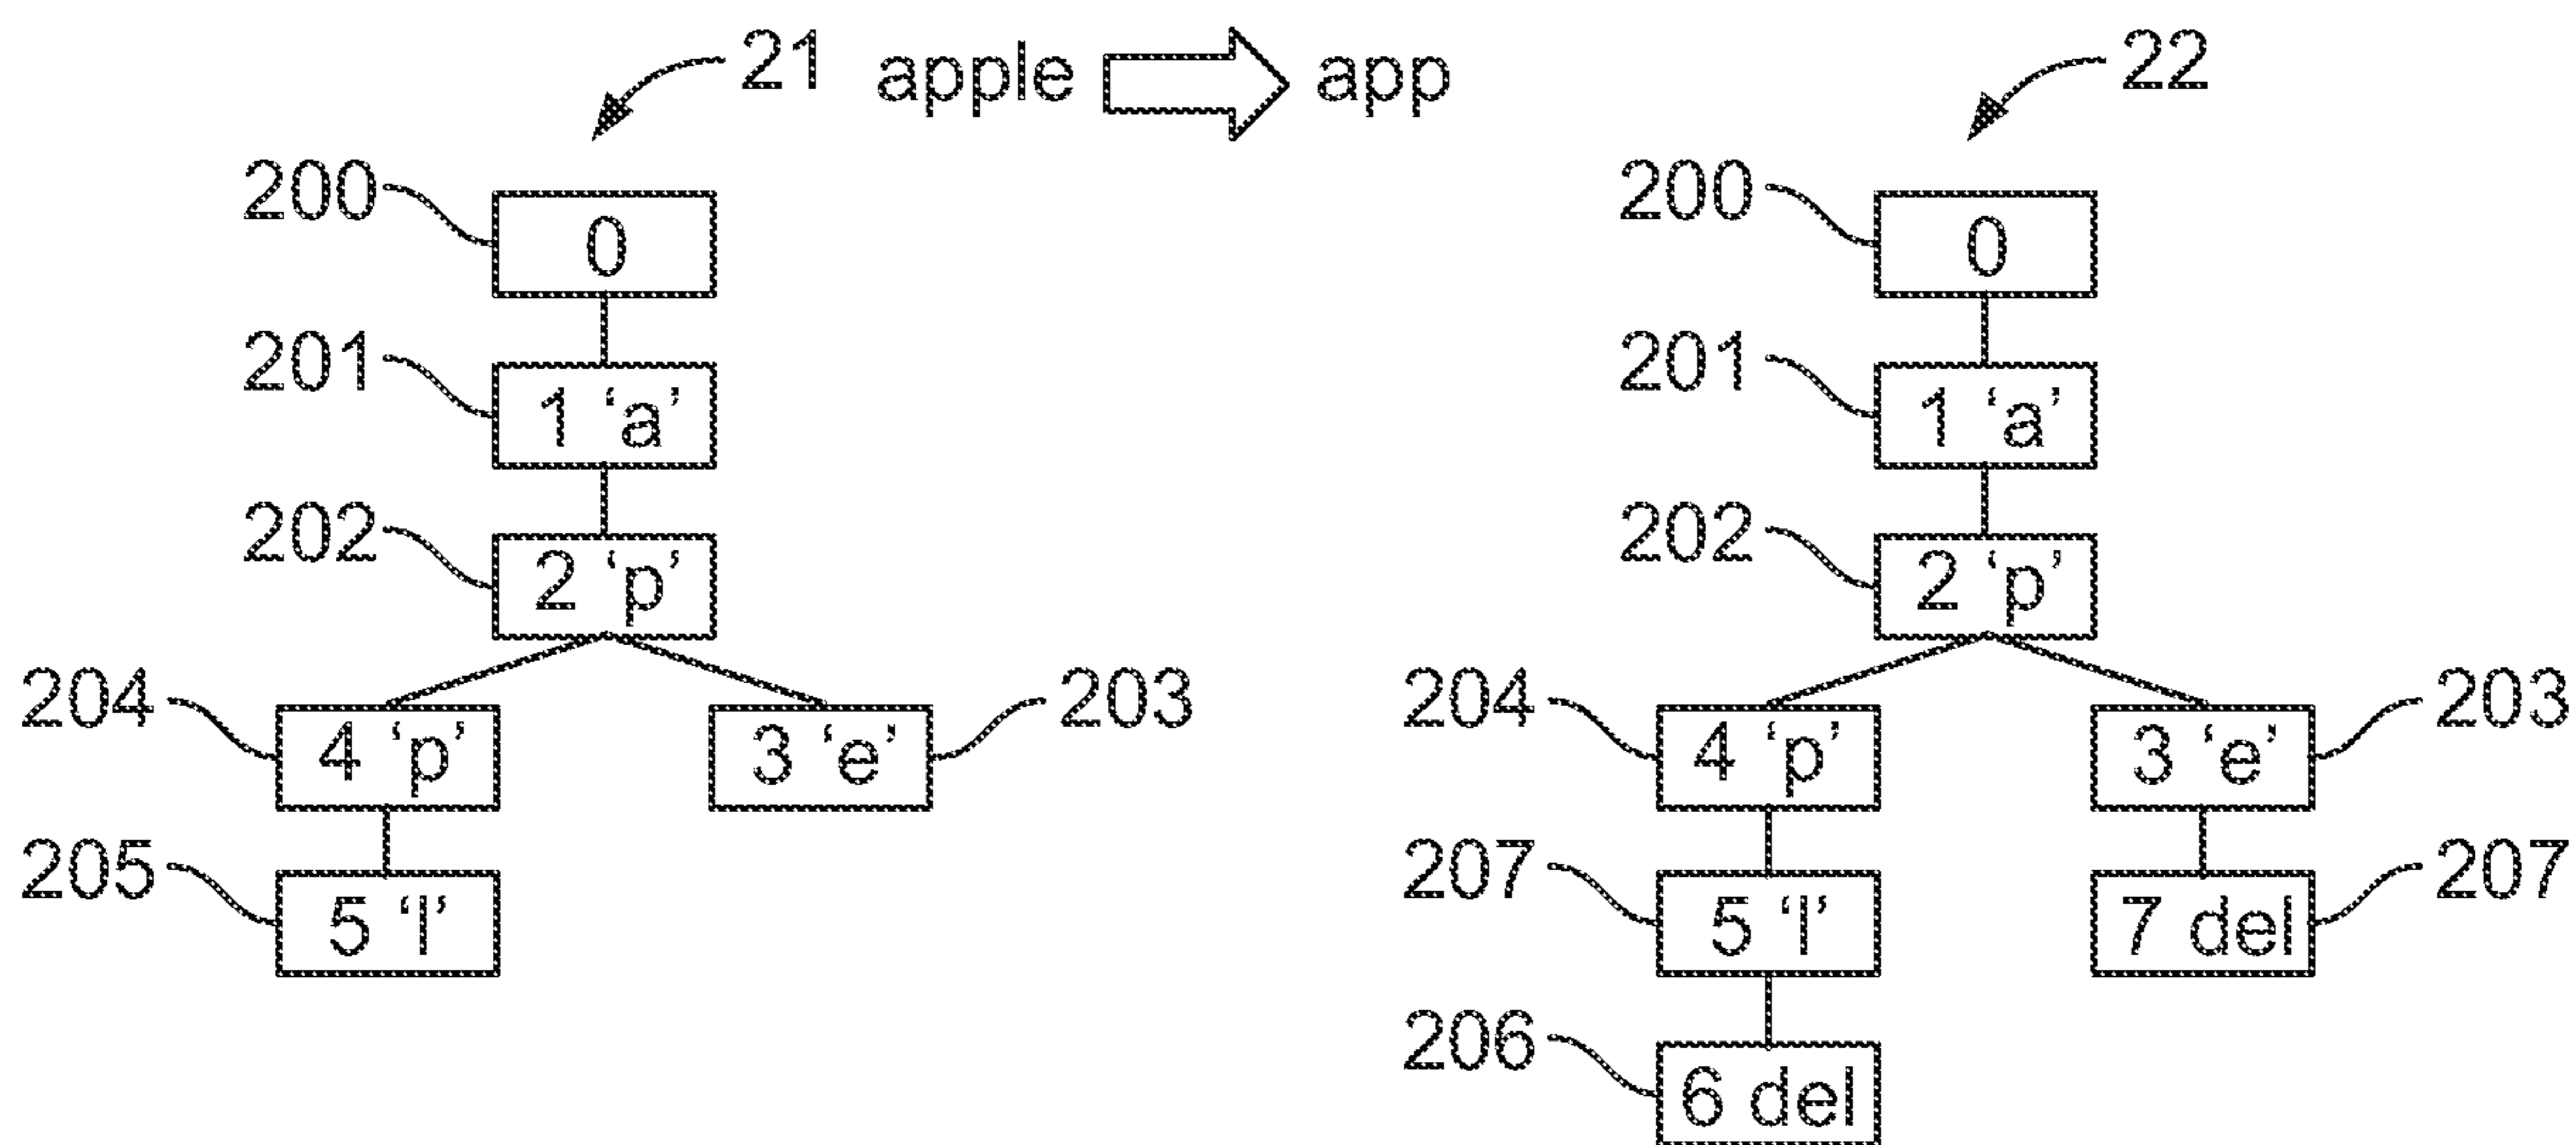 21 apple app 22
200 0 200 0
201 1 ‘a’ 201 1 ‘a’
202 2 ‘p’ 202 2 ‘p’
204 4 ‘p’ 3 ‘e’ 203 204 4 ‘p’ 3 ‘e’ 203
205 5 ‘l’ 207 5 ‘l’ 7 del 207
206 6 del